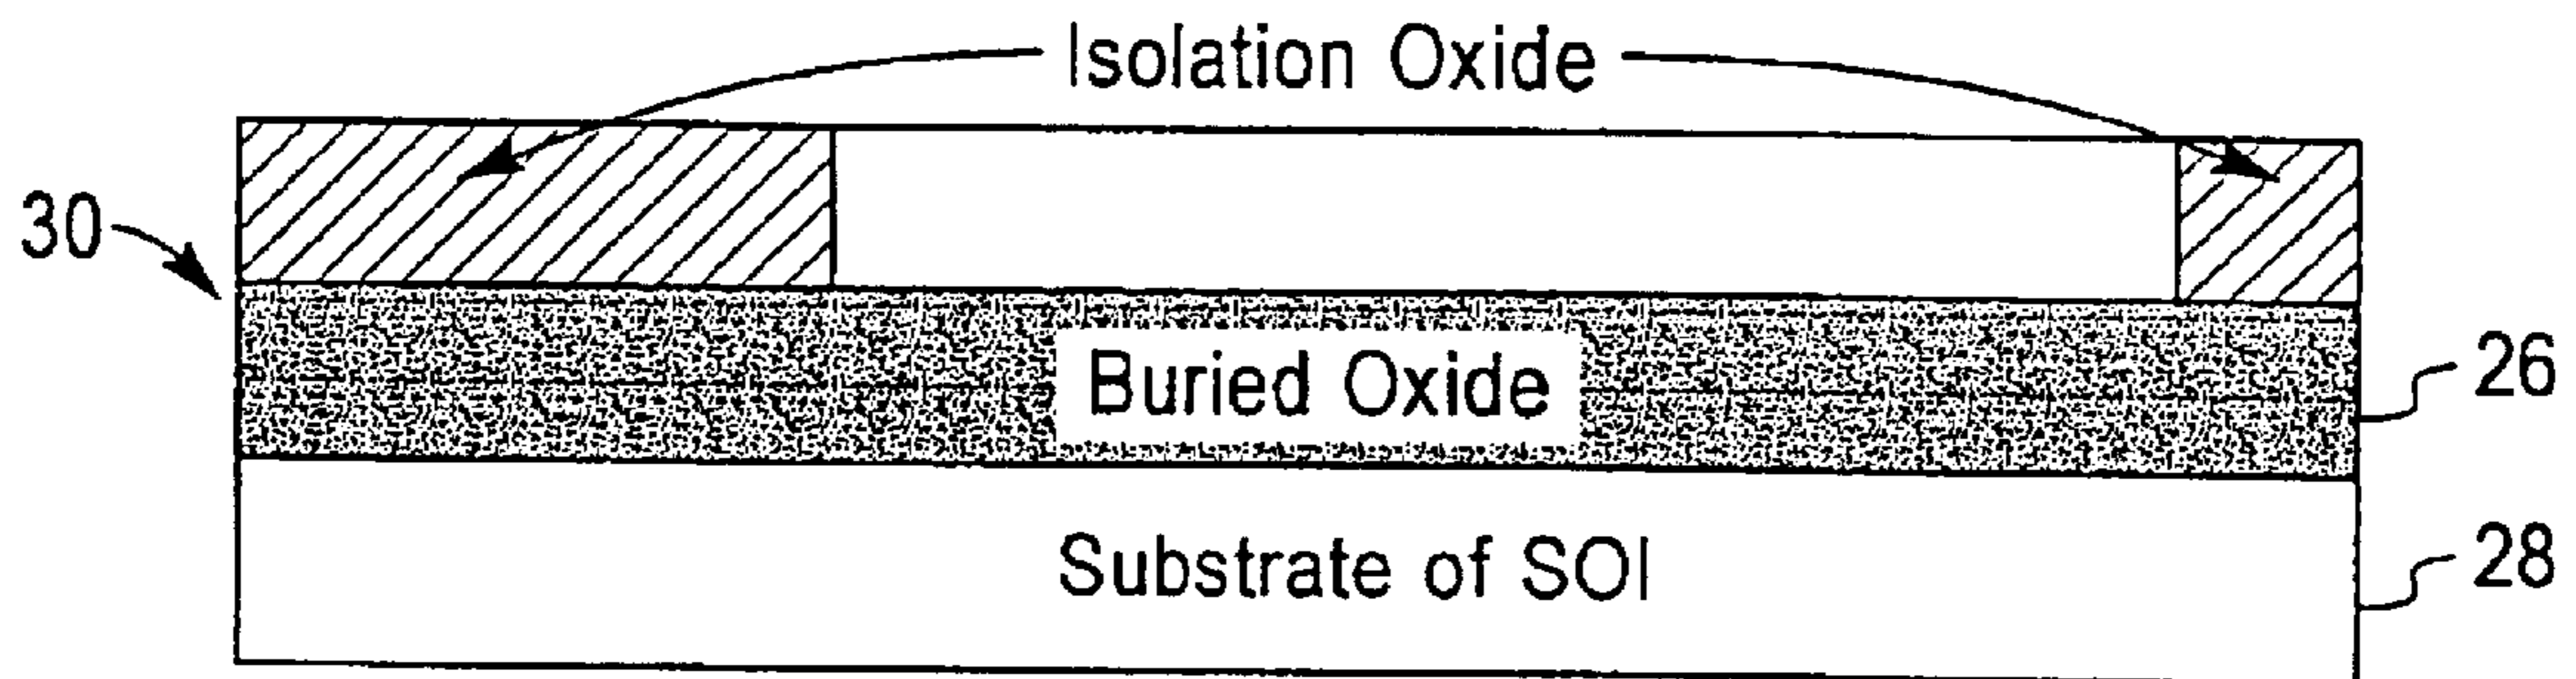 Isolation Oxide
30
Buried Oxide
26
Substrate of SOI
28